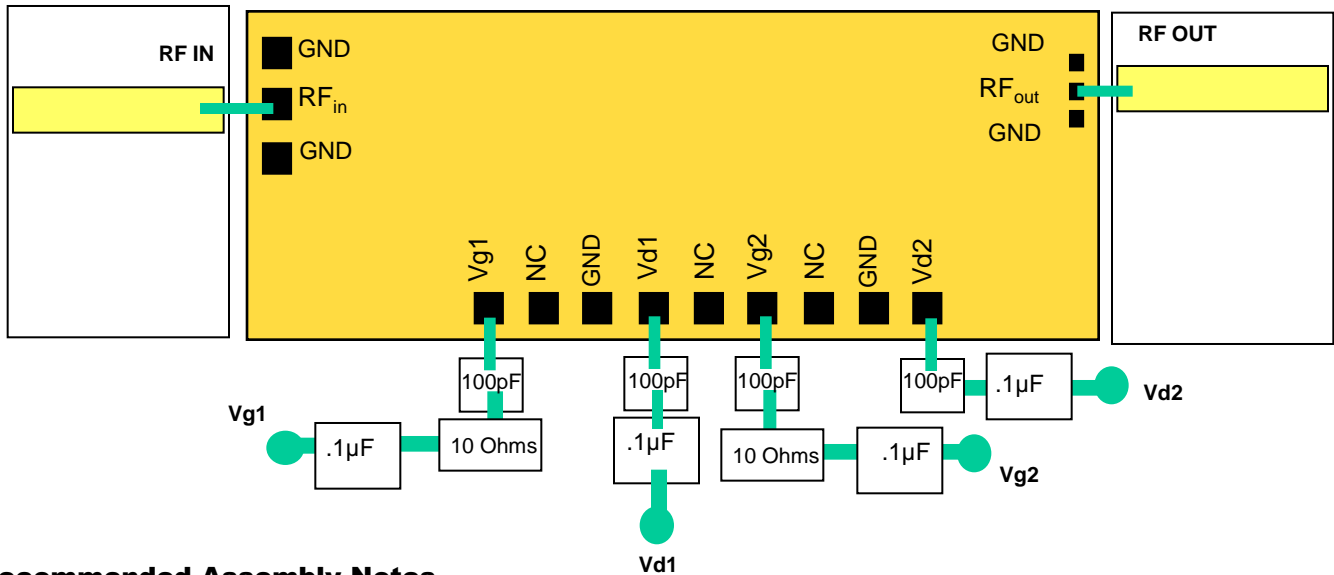 RF IN
GND
RFin
GND
GND
RFout
GND
RF OUT
Vg1
NC
GND
Vd1
NC
Vg2
NC
GND
Vd2
100pF
100pF
100pF
100pF
.1µF
Vd2
Vg1
.1µF
10 Ohms
.1µF
10 Ohms
.1µF
Vg2
Vd1